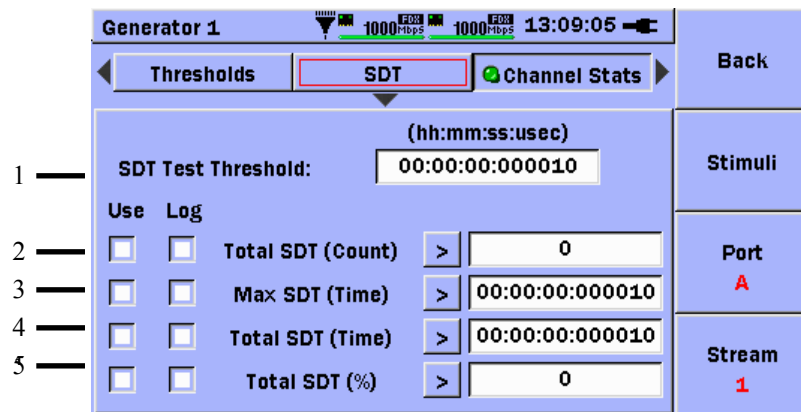 Generator 1 1000 FDX Mbps 1000 FDX Mbps 13:09:05
Back
Thresholds SDT Channel Stats
(hh:mm:ss:usec)
1 SDT Test Threshold: 00:00:00:000010
Stimuli
Use Log
2 Total SDT (Count) > 0
Port
A
3 Max SDT (Time) > 00:00:00:000010
4 Total SDT (Time) > 00:00:00:000010
5 Total SDT (%) > 0
Stream
1